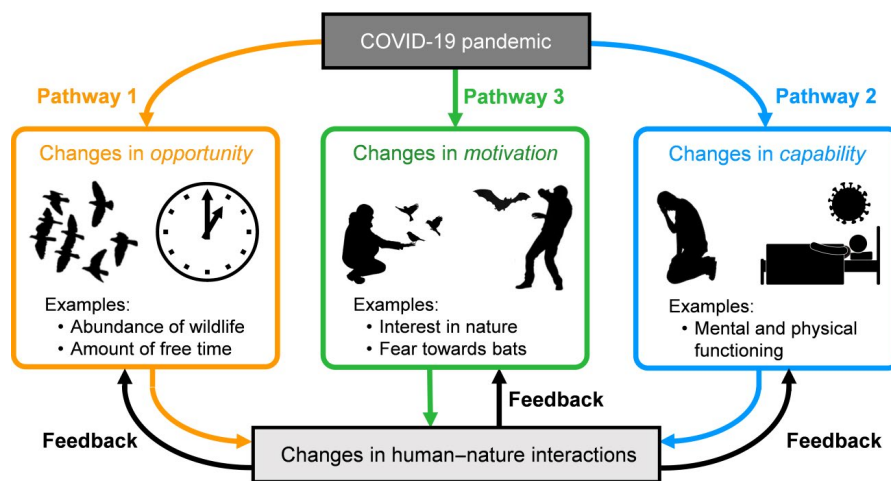 COVID-19 pandemic
Pathway 1
Pathway 3
Pathway 2
Changes in opportunity
Examples:
• Abundance of wildlife
• Amount of free time
Changes in motivation
Examples:
• Interest in nature
• Fear towards bats
Changes in capability
Examples:
• Mental and physical
functioning
Feedback
Feedback
Feedback
Changes in human–nature interactions